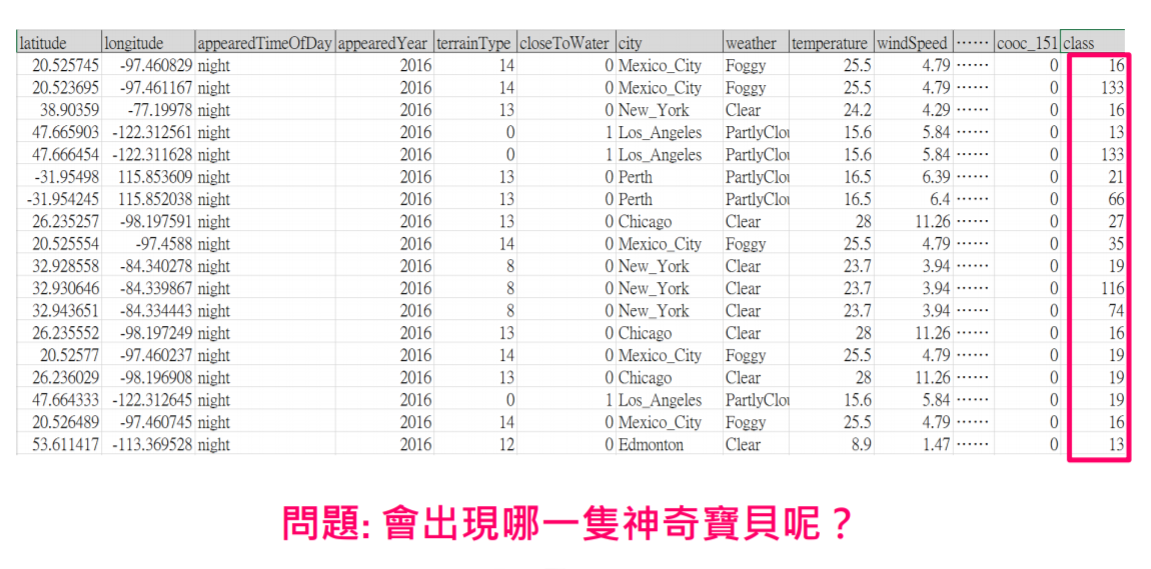 latitude longitude appearedTimeOfDay appearedYear terrainType closeToWater city weather temperature windSpeed …… cooc_151 class
20.525745 -97.460829 night 2016 14 0 Mexico_City Foggy 25.5 4.79 …… 0 16
20.523695 -97.461167 night 2016 14 0 Mexico_City Foggy 25.5 4.79 …… 0 133
38.90359 -77.19978 night 2016 13 0 New_York Clear 24.2 4.29 …… 0 16
47.665903 -122.312561 night 2016 0 1 Los_Angeles PartlyClou 15.6 5.84 …… 0 13
47.666454 -122.311628 night 2016 0 1 Los_Angeles PartlyClou 15.6 5.84 …… 0 133
-31.95498 115.853609 night 2016 13 0 Perth PartlyClou 16.5 6.39 …… 0 21
-31.954245 115.852038 night 2016 13 0 Perth PartlyClou 16.5 6.4 …… 0 66
26.235257 -98.197591 night 2016 13 0 Chicago Clear 28 11.26 …… 0 27
20.525554 -97.4588 night 2016 14 0 Mexico_City Foggy 25.5 4.79 …… 0 35
32.928558 -84.340278 night 2016 8 0 New_York Clear 23.7 3.94 …… 0 19
32.930646 -84.339867 night 2016 8 0 New_York Clear 23.7 3.94 …… 0 116
32.943651 -84.334443 night 2016 8 0 New_York Clear 23.7 3.94 …… 0 74
26.235552 -98.197249 night 2016 13 0 Chicago Clear 28 11.26 …… 0 16
20.52577 -97.460237 night 2016 14 0 Mexico_City Foggy 25.5 4.79 …… 0 19
26.236029 -98.196908 night 2016 13 0 Chicago Clear 28 11.26 …… 0 19
47.664333 -122.312645 night 2016 0 1 Los_Angeles PartlyClou 15.6 5.84 …… 0 19
20.526489 -97.460745 night 2016 14 0 Mexico_City Foggy 25.5 4.79 …… 0 16
53.611417 -113.369528 night 2016 12 0 Edmonton Clear 8.9 1.47 …… 0 13
問題: 會出現哪一隻神奇寶貝呢？